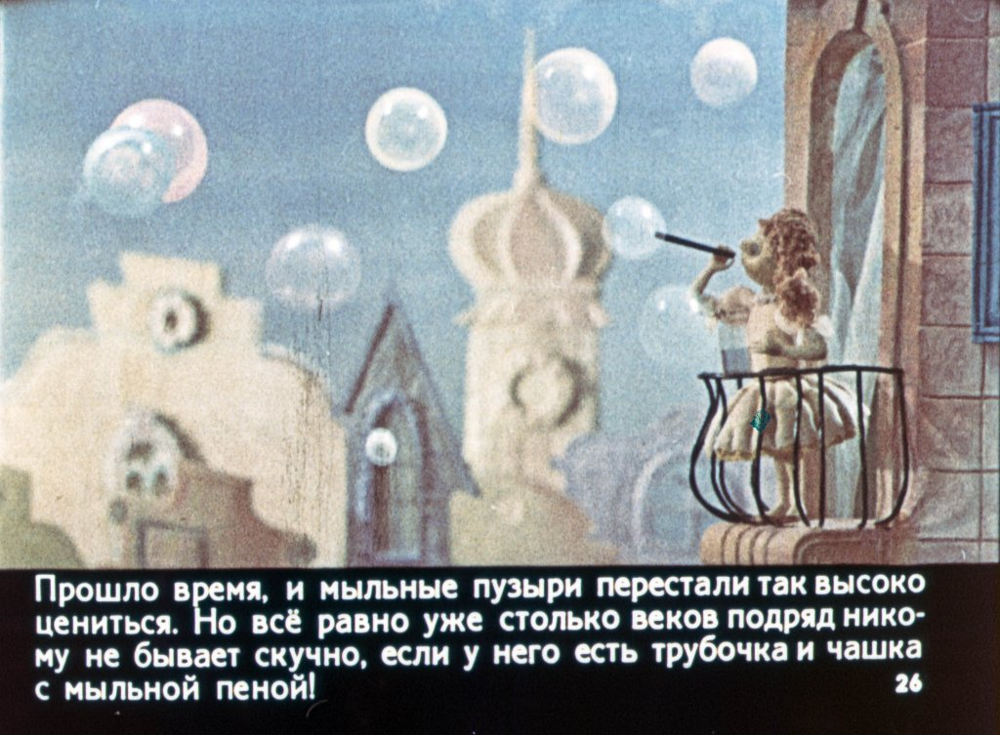 Прошло время, и мыльные пузыри перестали так высоко
цениться. Но всё равно уже столько веков подряд нико-
му не бывает скучно, если у него есть трубочка и чашка
с мыльной пеной!
26